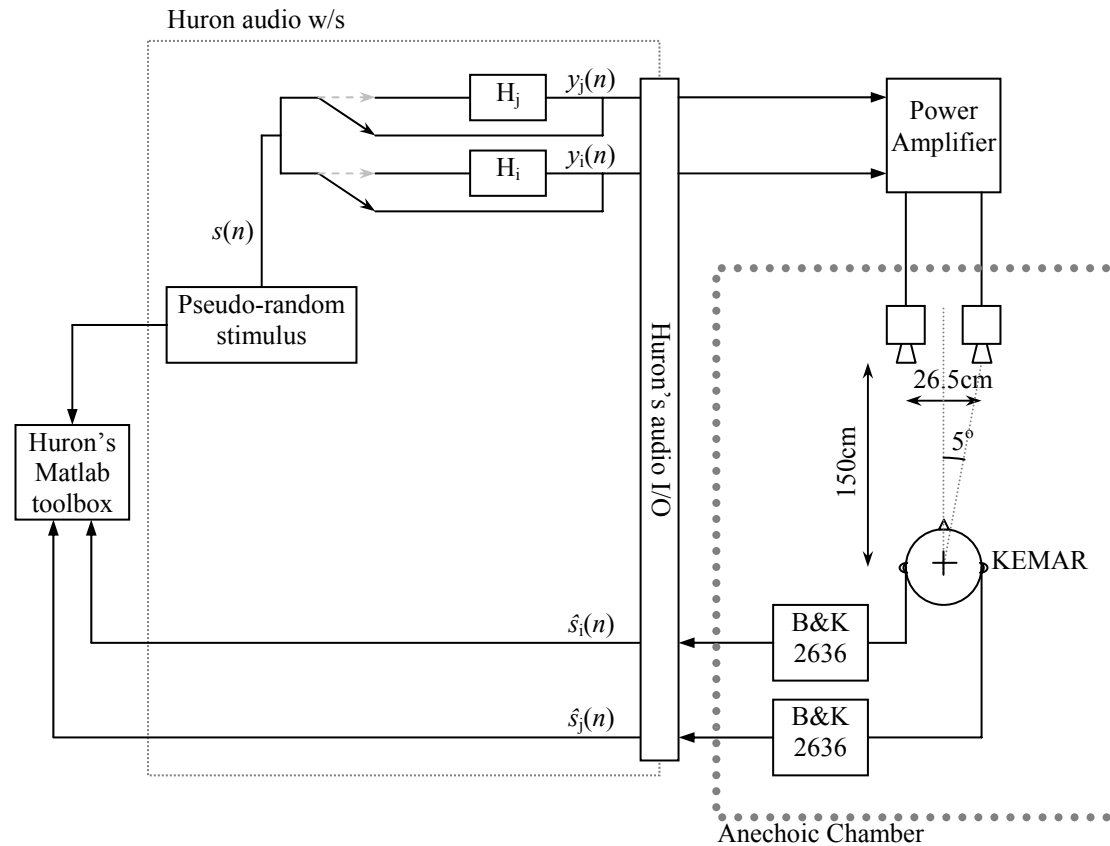 Huron audio w/s
H_j
y_j(n)
H_i
y_i(n)
s(n)
Pseudo-random
stimulus
Huron's
Matlab
toolbox
Huron's audio I/O
Power
Amplifier
26.5cm
5º
150cm
KEMAR
B&K
2636
B&K
2636
ŝ_i(n)
ŝ_j(n)
Anechoic Chamber